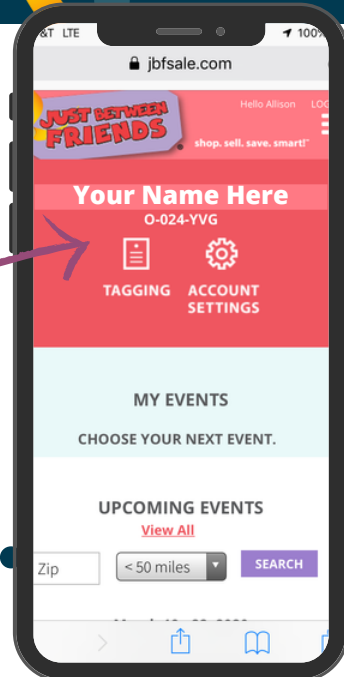 &T LTE 100%
jbfsale.com
Hello Allison LOG
JUST BETWEEN
FRIENDS
shop. sell. save. smart!
Your Name Here
O-024-YVG
TAGGING ACCOUNT
SETTINGS
MY EVENTS
CHOOSE YOUR NEXT EVENT.
UPCOMING EVENTS
View All
Zip < 50 miles SEARCH